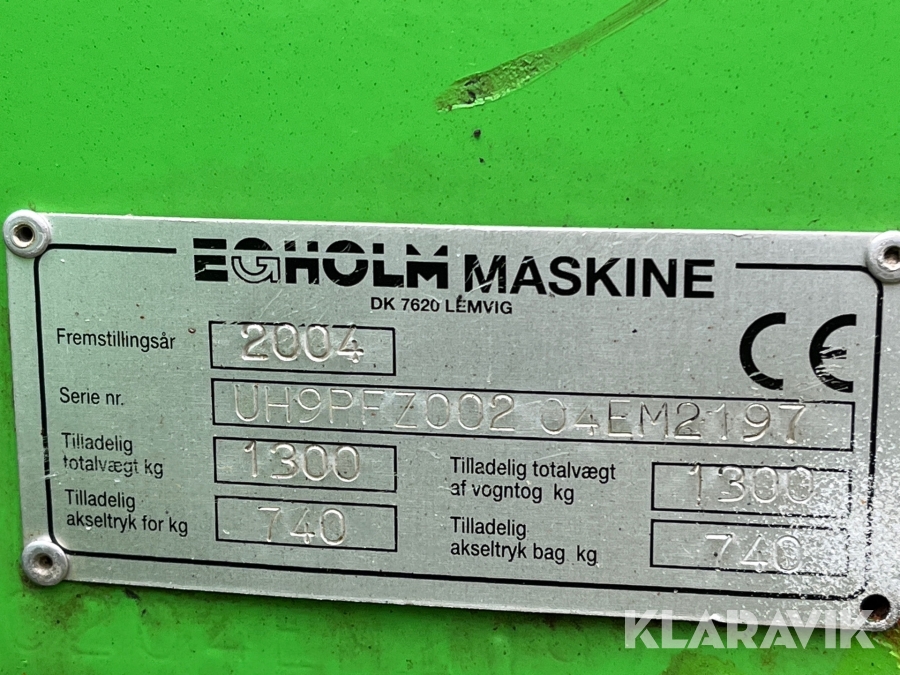 EGHOLM MASKINE
DK 7620 LEMVIG
Fremstillingsår 2004
Serie nr. UH9PFZ002 04EM2197
Tilladelig
totalvægt kg 1300
Tilladelig totalvægt
af vogntog kg 1300
Tilladelig
akseltryk for kg 740
Tilladelig
akseltryk bag kg 740
CE
KLARAVIK